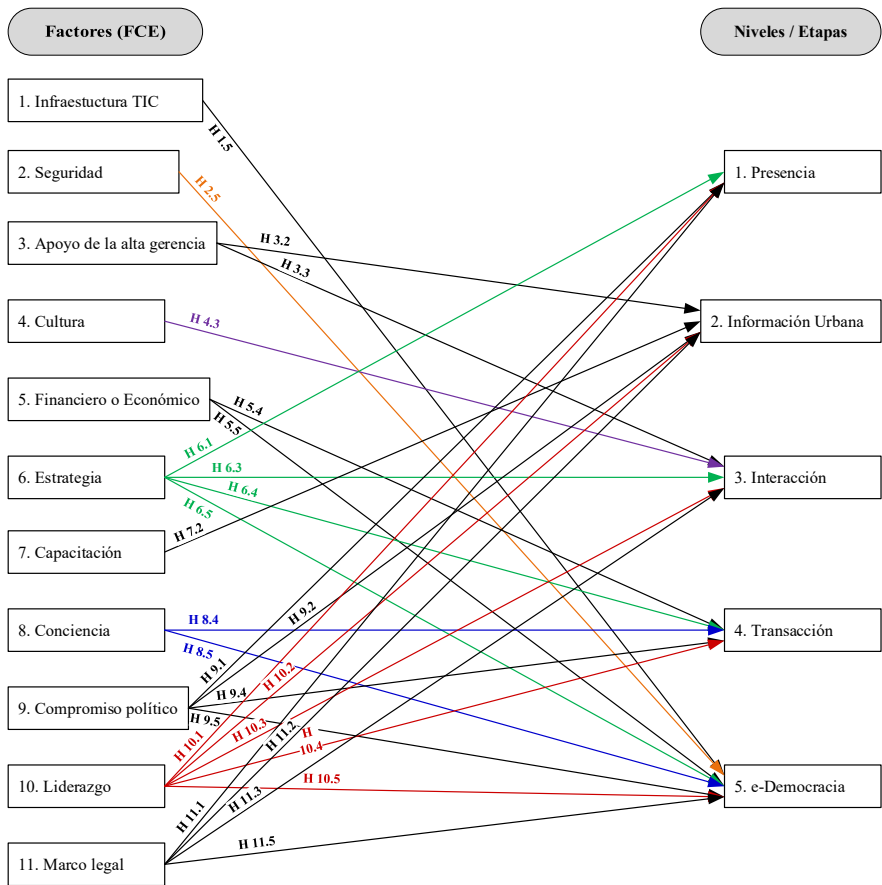 Factores (FCE)
Niveles / Etapas
1. Infraestuctura TIC
H 1.5
2. Seguridad
H 2.5
1. Presencia
3. Apoyo de la alta gerencia
H 3.2
H 3.3
4. Cultura
H 4.3
2. Información Urbana
5. Financiero o Económico
H 5.4
H 5.5
6. Estrategia
H 6.1
H 6.3
H 6.4
H 6.5
3. Interacción
7. Capacitación
H 7.2
8. Conciencia
H 8.4
H 8.5
4. Transacción
9. Compromiso político
H 9.1
H 9.2
H 9.4
H 9.5
10. Liderazgo
H 10.1
H 10.2
H 10.3
H
10.4
H 10.5
5. e-Democracia
11. Marco legal
H 11.1
H 11.2
H 11.3
H 11.5